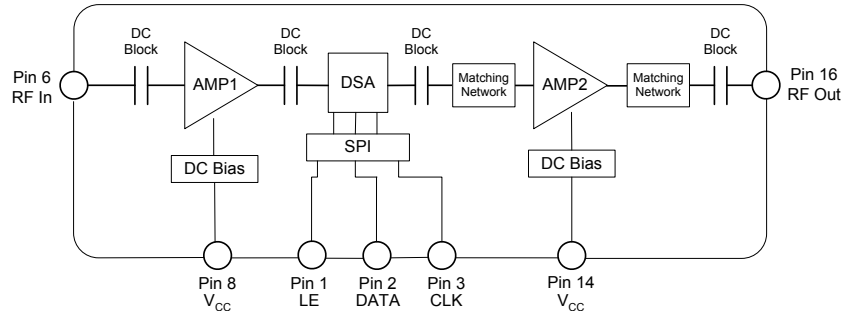 DC
Block
DC
Block
DC
Block
DC
Block
Pin 6
RF In
AMP1
DSA
Matching
Network
AMP2
Matching
Network
Pin 16
RF Out
SPI
DC Bias
DC Bias
Pin 8
VCC
Pin 1
LE
Pin 2
DATA
Pin 3
CLK
Pin 14
VCC